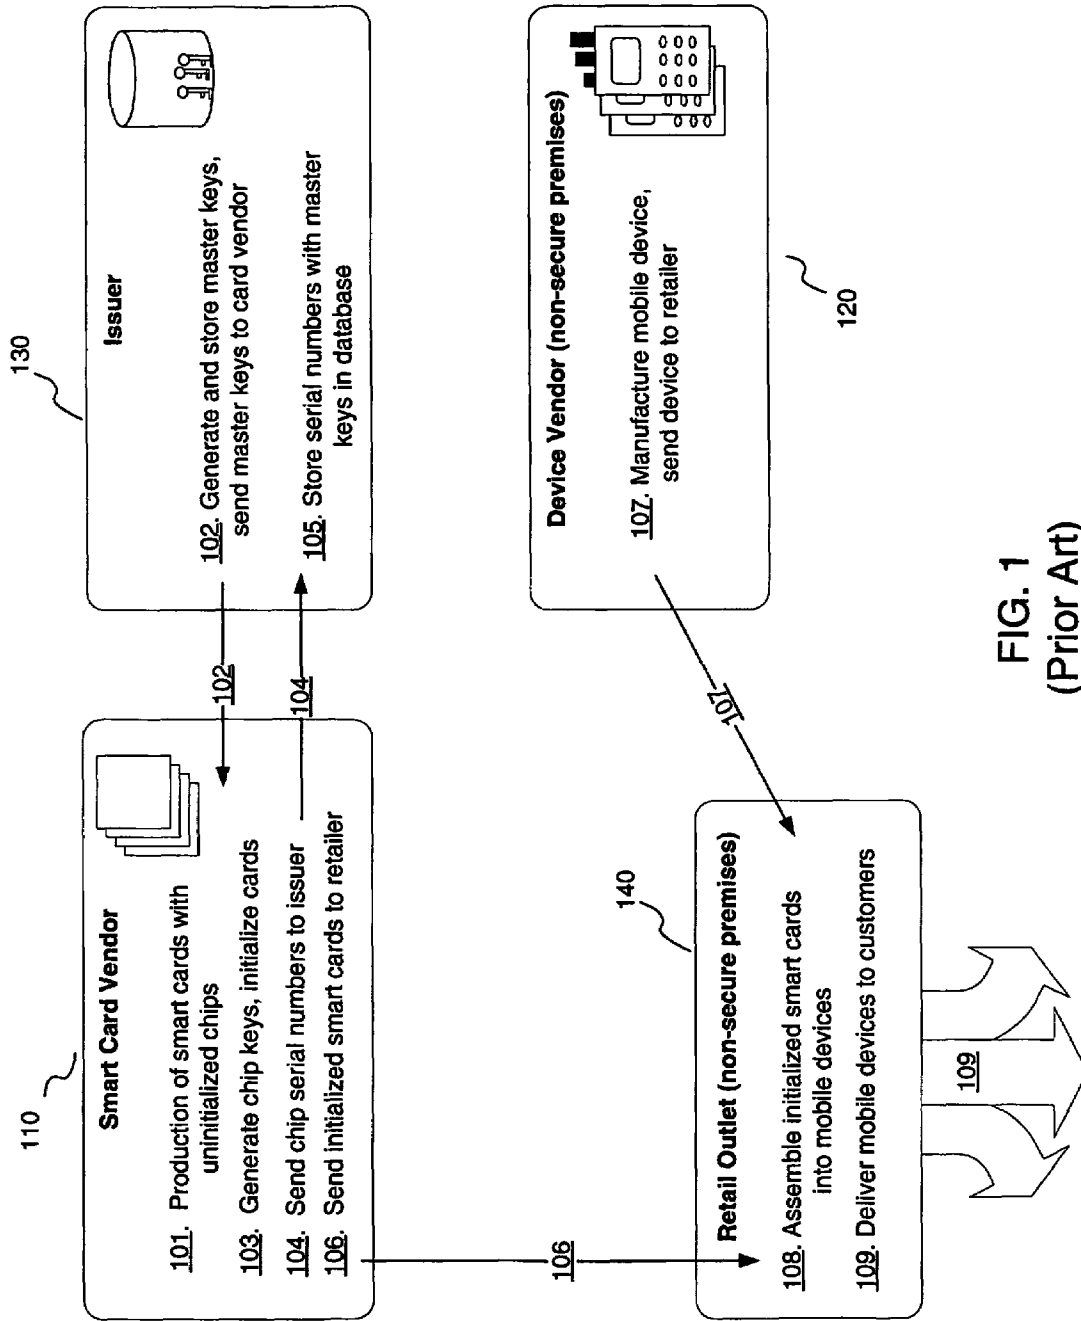 110
Smart Card Vendor
101. Production of smart cards with
uninitialized chips
103. Generate chip keys, initialize cards
104. Send chip serial numbers to issuer
106. Send initialized smart cards to retailer
102
104
130
Issuer
102. Generate and store master keys,
send master keys to card vendor
105. Store serial numbers with master
keys in database
106
107
140
Retail Outlet (non-secure premises)
108. Assemble initialized smart cards
into mobile devices
109. Deliver mobile devices to customers
109
Device Vendor (non-secure premises)
107. Manufacture mobile device,
send device to retailer
120
FIG. 1
(Prior Art)